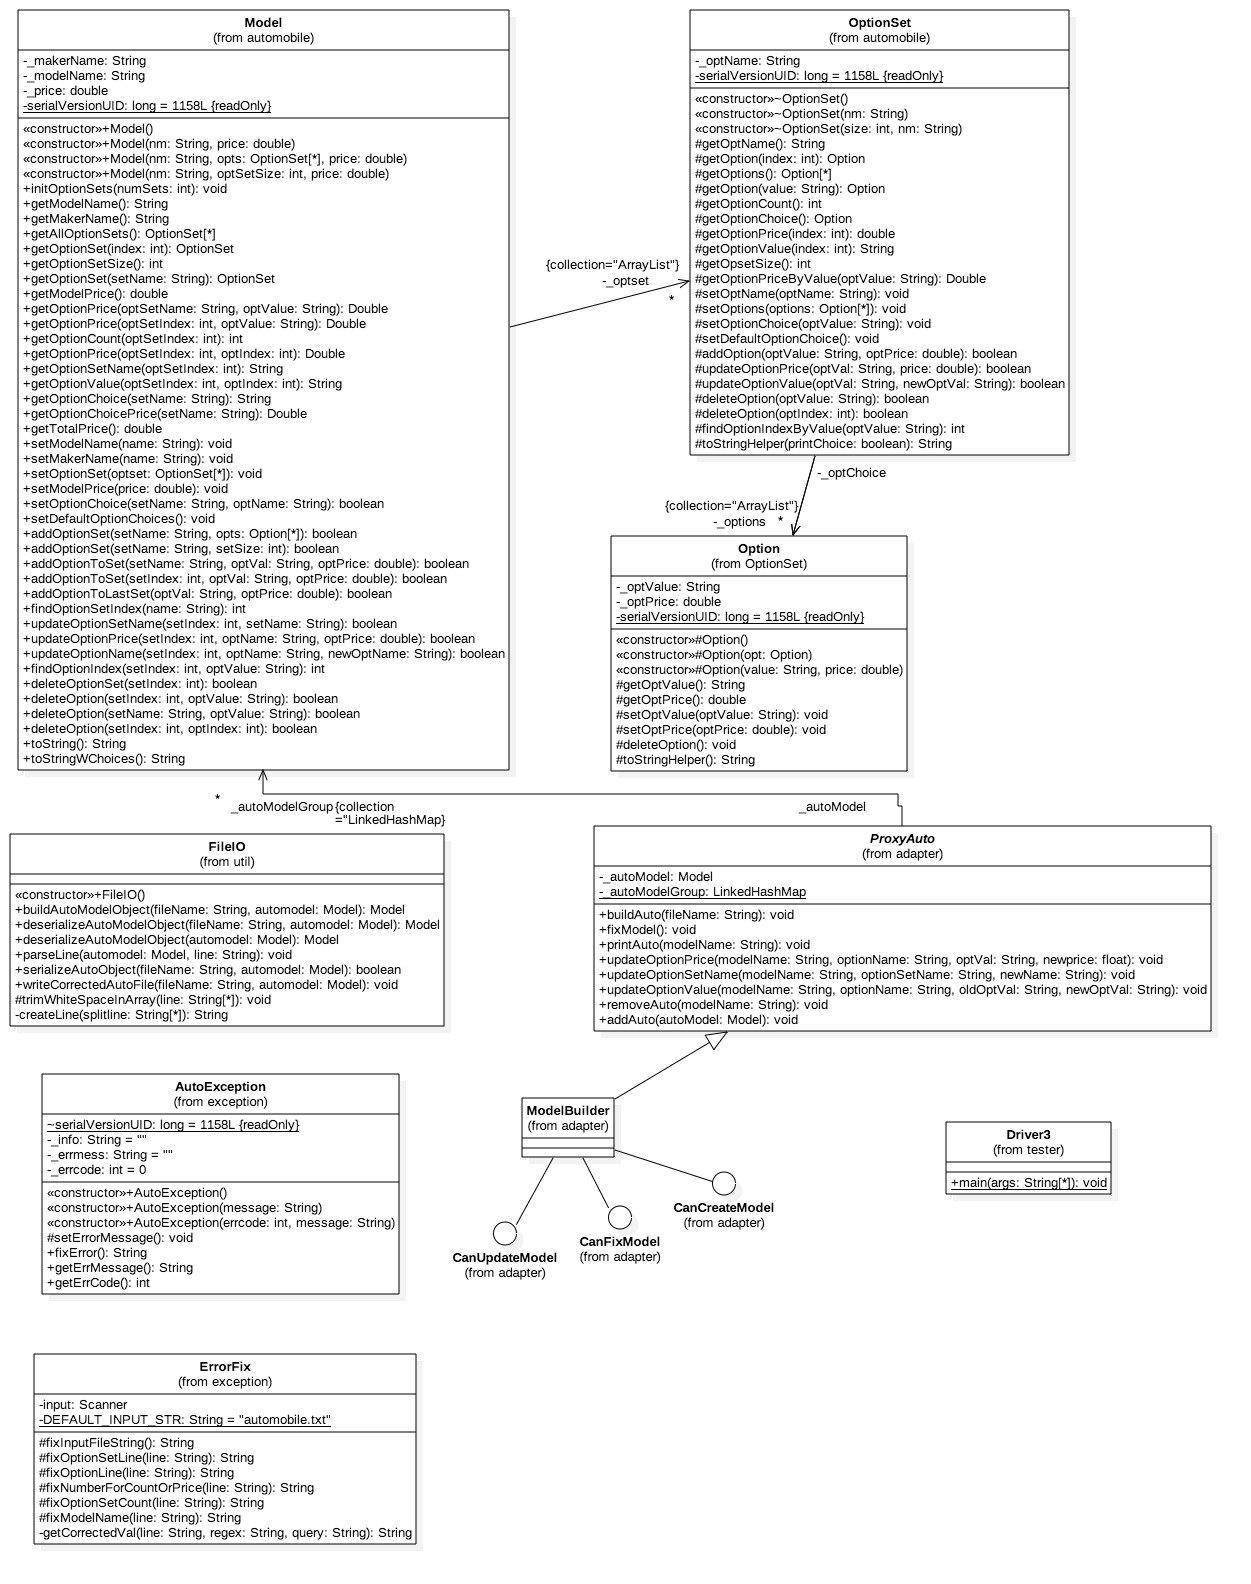 Model
(from automobile)
-_makerName: String
-_modelName: String
-_price: double
-serialVersionUID: long = 1158L {readOnly}
«constructor»+Model()
«constructor»+Model(nm: String, price: double)
«constructor»+Model(nm: String, opts: OptionSet[*], price: double)
«constructor»+Model(nm: String, optSetSize: int, price: double)
+initOptionSets(numSets: int): void
+getModelName(): String
+getMakerName(): String
+getAllOptionSets(): OptionSet[*]
+getOptionSet(index: int): OptionSet
+getOptionSetSize(): int
+getOptionSet(setName: String): OptionSet
+getModelPrice(): double
+getOptionPrice(optSetName: String, optValue: String): Double
+getOptionPrice(optSetIndex: int, optValue: String): Double
+getOptionCount(optSetIndex: int): int
+getOptionPrice(optSetIndex: int, optIndex: int): Double
+getOptionSetName(optSetIndex: int): String
+getOptionValue(optSetIndex: int, optIndex: int): String
+getOptionChoice(setName: String): String
+getOptionChoicePrice(setName: String): Double
+getTotalPrice(): double
+setModelName(name: String): void
+setMakerName(name: String): void
+setOptionSet(optset: OptionSet[*]): void
+setModelPrice(price: double): void
+setOptionChoice(setName: String, optName: String): boolean
+setDefaultOptionChoices(): void
+addOptionSet(setName: String, opts: Option[*]): boolean
+addOptionSet(setName: String, setSize: int): boolean
+addOptionToSet(setName: String, optVal: String, optPrice: double): boolean
+addOptionToSet(setIndex: int, optVal: String, optPrice: double): boolean
+addOptionToLastSet(optVal: String, optPrice: double): boolean
+findOptionSetIndex(name: String): int
+updateOptionSetName(setIndex: int, setName: String): boolean
+updateOptionPrice(setIndex: int, optName: String, optPrice: double): boolean
+updateOptionName(setIndex: int, optName: String, newOptName: String): boolean
+findOptionIndex(setIndex: int, optValue: String): int
+deleteOptionSet(setIndex: int): boolean
+deleteOption(setIndex: int, optValue: String): boolean
+deleteOption(setName: String, optValue: String): boolean
+deleteOption(setIndex: int, optIndex: int): boolean
+toString(): String
+toStringWChoices(): String
{collection="ArrayList"}
-_optset
*
OptionSet
(from automobile)
-_optName: String
-serialVersionUID: long = 1158L {readOnly}
«constructor»~OptionSet()
«constructor»~OptionSet(nm: String)
«constructor»~OptionSet(size: int, nm: String)
#getOptName(): String
#getOption(index: int): Option
#getOptions(): Option[*]
#getOption(value: String): Option
#getOptionCount(): int
#getOptionChoice(): Option
#getOptionPrice(index: int): double
#getOptionValue(index: int): String
#getOpsetSize(): int
#getOptionPriceByValue(optValue: String): Double
#setOptName(optName: String): void
#setOptions(options: Option[*]): void
#setOptionChoice(optValue: String): void
#setDefaultOptionChoice(): void
#addOption(optValue: String, optPrice: double): boolean
#updateOptionPrice(optVal: String, price: double): boolean
#updateOptionValue(optVal: String, newOptVal: String): boolean
#deleteOption(optValue: String): boolean
#deleteOption(optIndex: int): boolean
#findOptionIndexByValue(optValue: String): int
#toStringHelper(printChoice: boolean): String
-_optChoice
{collection="ArrayList"}
-_options *
Option
(from OptionSet)
-_optValue: String
-_optPrice: double
-serialVersionUID: long = 1158L {readOnly}
«constructor»#Option()
«constructor»#Option(opt: Option)
«constructor»#Option(value: String, price: double)
#getOptValue(): String
#getOptPrice(): double
#setOptValue(optValue: String): void
#setOptPrice(optPrice: double): void
#deleteOption(): void
#toStringHelper(): String
*
_autoModelGroup {collection
="LinkedHashMap}
_autoModel
FileIO
(from util)
«constructor»+FileIO()
+buildAutoModelObject(fileName: String, automodel: Model): Model
+deserializeAutoModelObject(fileName: String, automodel: Model): Model
+deserializeAutoModelObject(automodel: Model): Model
+parseLine(automodel: Model, line: String): void
+serializeAutoObject(fileName: String, automodel: Model): boolean
+writeCorrectedAutoFile(fileName: String, automodel: Model): void
#trimWhiteSpaceInArray(line: String[*]): void
-createLine(splitline: String[*]): String
ProxyAuto
(from adapter)
-_autoModel: Model
-_autoModelGroup: LinkedHashMap
+buildAuto(fileName: String): void
+fixModel(): void
+printAuto(modelName: String): void
+updateOptionPrice(modelName: String, optionName: String, optVal: String, newprice: float): void
+updateOptionSetName(modelName: String, optionSetName: String, newName: String): void
+updateOptionValue(modelName: String, optionName: String, oldOptVal: String, newOptVal: String): void
+removeAuto(modelName: String): void
+addAuto(autoModel: Model): void
AutoException
(from exception)
~serialVersionUID: long = 1158L {readOnly}
-_info: String = ""
-_errmess: String = ""
-_errcode: int = 0
«constructor»+AutoException()
«constructor»+AutoException(message: String)
«constructor»+AutoException(errcode: int, message: String)
#setErrorMessage(): void
+fixError(): String
+getErrMessage(): String
+getErrCode(): int
ModelBuilder
(from adapter)
CanCreateModel
(from adapter)
CanFixModel
(from adapter)
CanUpdateModel
(from adapter)
Driver3
(from tester)
+main(args: String[*]): void
ErrorFix
(from exception)
-input: Scanner
-DEFAULT_INPUT_STR: String = "automobile.txt"
#fixInputFileString(): String
#fixOptionSetLine(line: String): String
#fixOptionLine(line: String): String
#fixNumberForCountOrPrice(line: String): String
#fixOptionSetCount(line: String): String
#fixModelName(line: String): String
-getCorrectedVal(line: String, regex: String, query: String): String